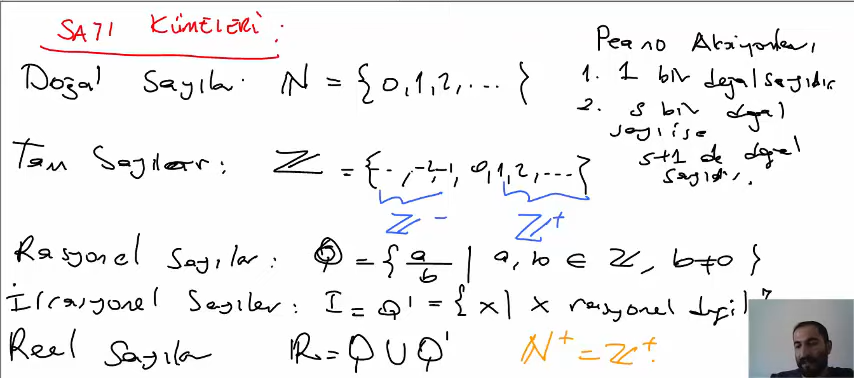 SAYI KÜMELERİ:
Doğal Sayılar: ℕ = {0,1,2,...}
Tam Sayılar: ℤ = {..., -2,-1, 0,1,2,...}
ℤ⁻ ℤ⁺
Rasyonel Sayılar: ℚ = {a/b | a, b ∈ ℤ, b≠0}
İrrasyonel Sayılar: I = ℚ' = {x | x rasyonel değil}
Reel Sayılar ℝ = ℚ ∪ ℚ' ℕ⁺ = ℤ⁺
Peano Aksiyomları
1. 1 bir doğal sayıdır
2. s bir doğal
sayı ise
s+1 de doğal
sayıdır.